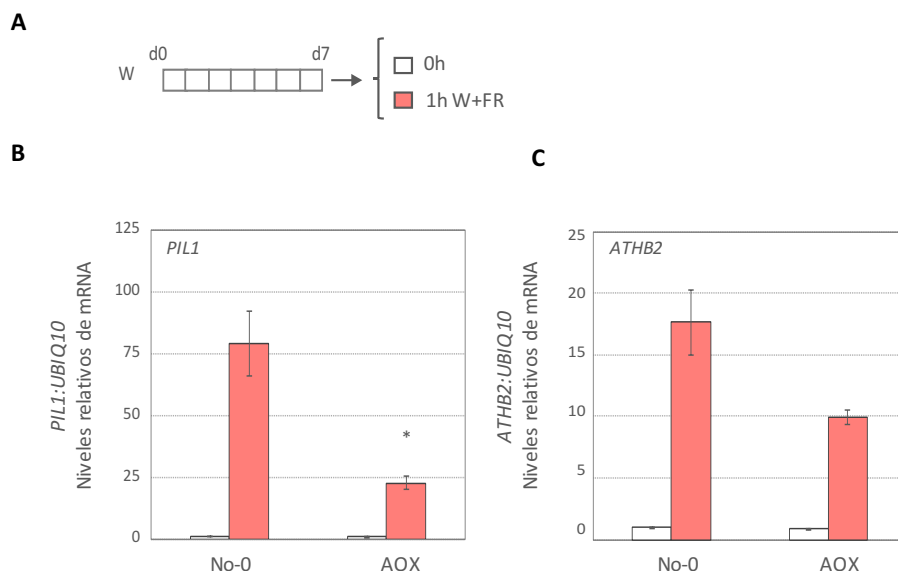 A
d0 d7
W
0h
1h W+FR
B
PIL1:UBIQ10
Niveles relativos de mRNA
125
100
75
50
25
0
PIL1
*
No-0 AOX
C
ATHB2:UBIQ10
Niveles relativos de mRNA
25
20
15
10
5
0
ATHB2
No-0 AOX